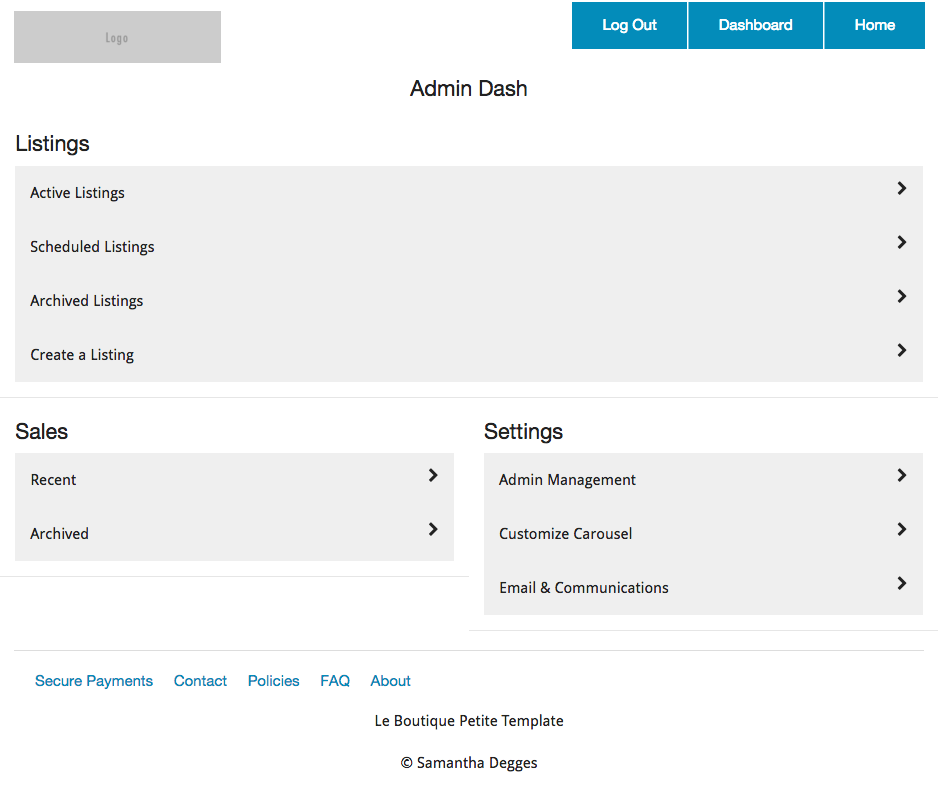 Logo
Log Out Dashboard Home
Admin Dash
Listings
Active Listings
Scheduled Listings
Archived Listings
Create a Listing
Sales
Recent
Archived
Settings
Admin Management
Customize Carousel
Email & Communications
Secure Payments Contact Policies FAQ About
Le Boutique Petite Template
© Samantha Degges